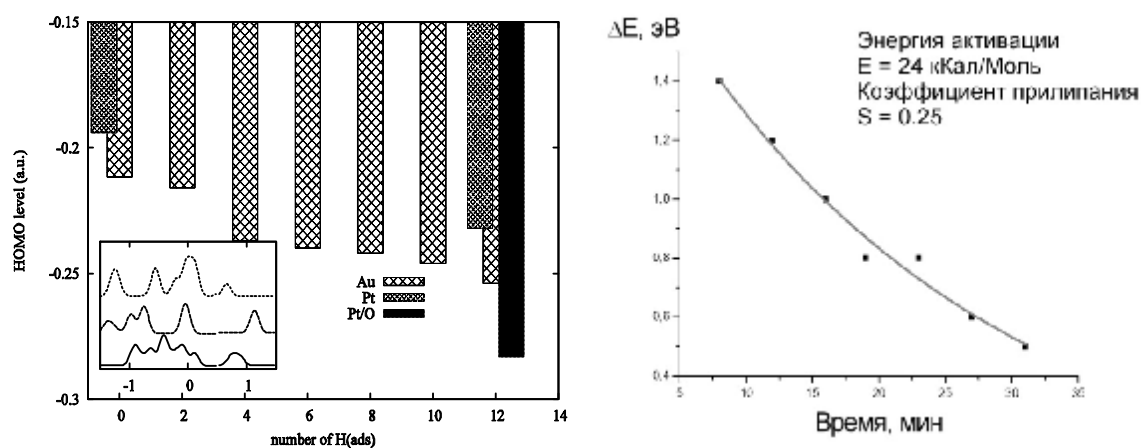 -0.15
-0.2
-0.25
-0.3
HOMO level (a.u.)
Au
Pt
Pt/O
-1 0 1
0 2 4 6 8 10 12 14
number of H(ads)
ΔE, эВ
Энергия активации
E = 24 кКал/Моль
Коэффициент прилипания
S = 0.25
1,4
1,2
1,0
0,8
0,6
0,4
5 10 15 20 25 30 35
Время, мин